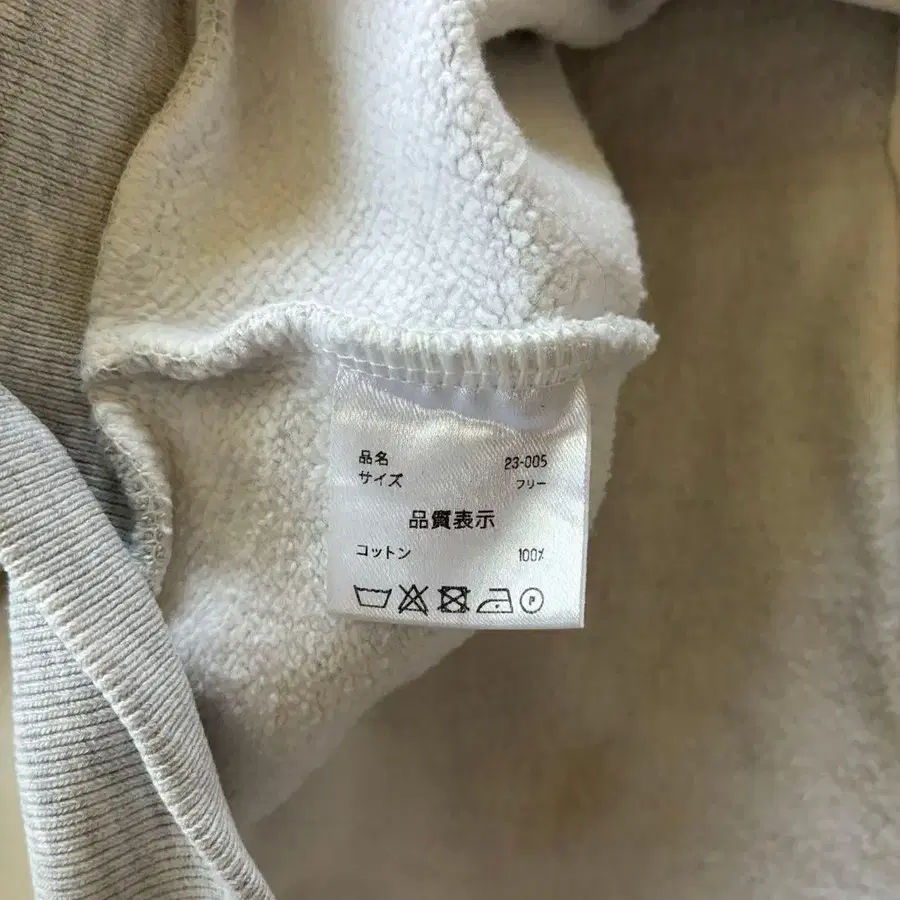 品名 23-005
サイズ フリー
品質表示
コットン 100%
P